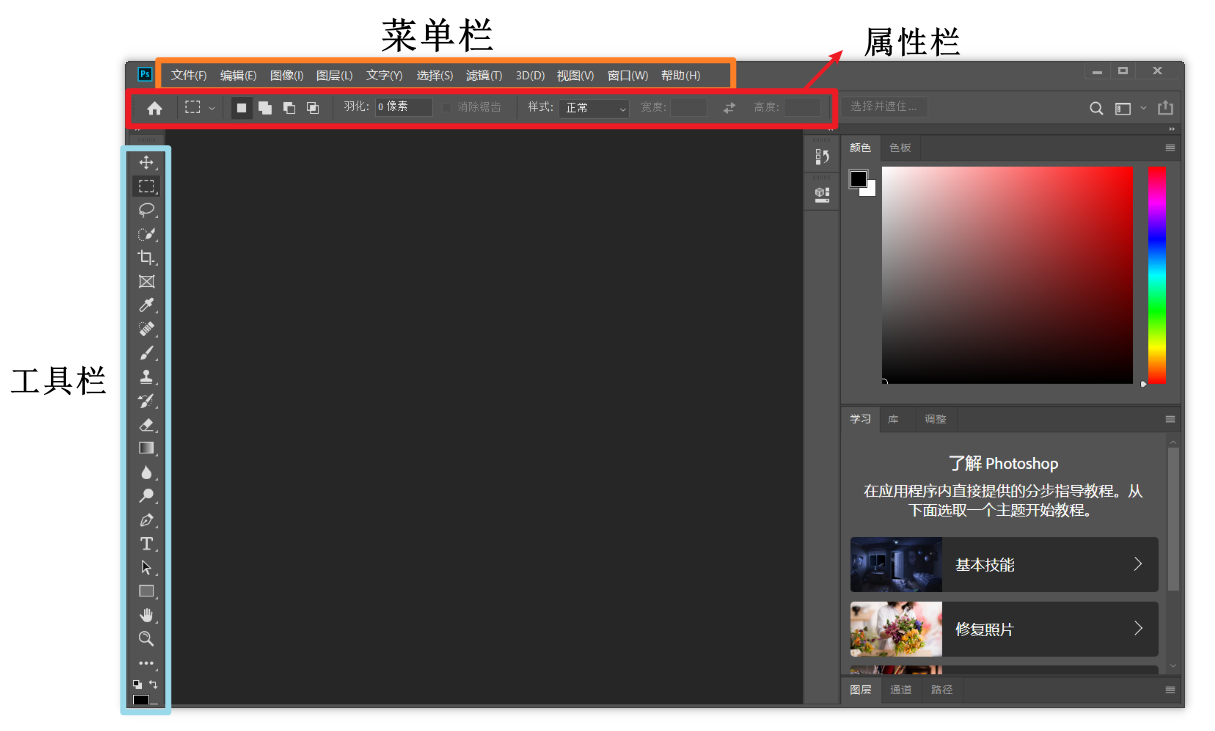 菜单栏
属性栏
Ps 文件(F) 编辑(E) 图像(I) 图层(L) 文字(Y) 选择(S) 滤镜(T) 3D(D) 视图(V) 窗口(W) 帮助(H)
羽化: 0 像素 消除锯齿 样式: 正常 宽度: 高度: 选择并遮住...
颜色 色板
工具栏
学习 库 调整
了解 Photoshop
在应用程序内直接提供的分步指导教程。从
下面选取一个主题开始教程。
基本技能
修复照片
图层 通道 路径